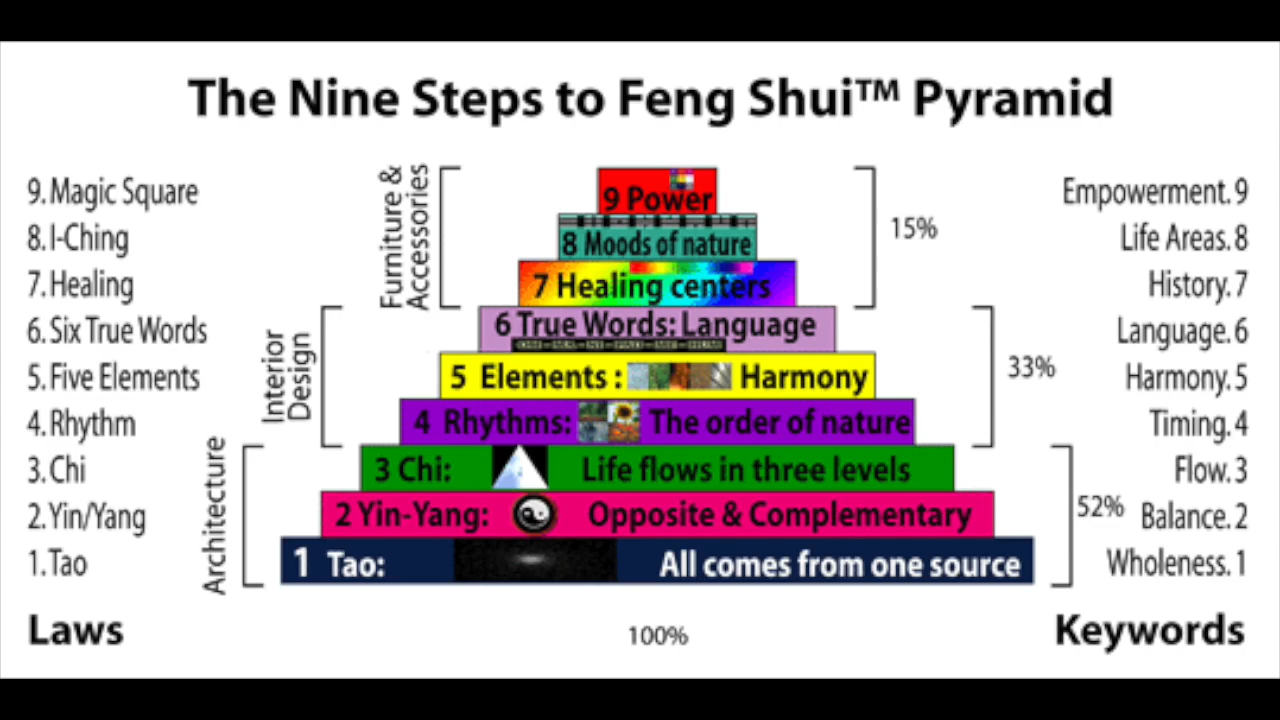 The Nine Steps to Feng Shui™ Pyramid
9. Magic Square
8. I-Ching
7. Healing
6. Six True Words
5. Five Elements
4. Rhythm
3. Chi
2. Yin/Yang
1. Tao
Laws
Furniture &
Accessories
Interior
Design
Architecture
9 Power
8 Moods of nature
7 Healing centers
6 True Words: Language
5 Elements : Harmony
4 Rhythms: The order of nature
3 Chi: Life flows in three levels
2 Yin-Yang: Opposite & Complementary
1 Tao: All comes from one source
100%
15%
33%
52%
Empowerment. 9
Life Areas. 8
History. 7
Language. 6
Harmony. 5
Timing. 4
Flow. 3
Balance. 2
Wholeness. 1
Keywords